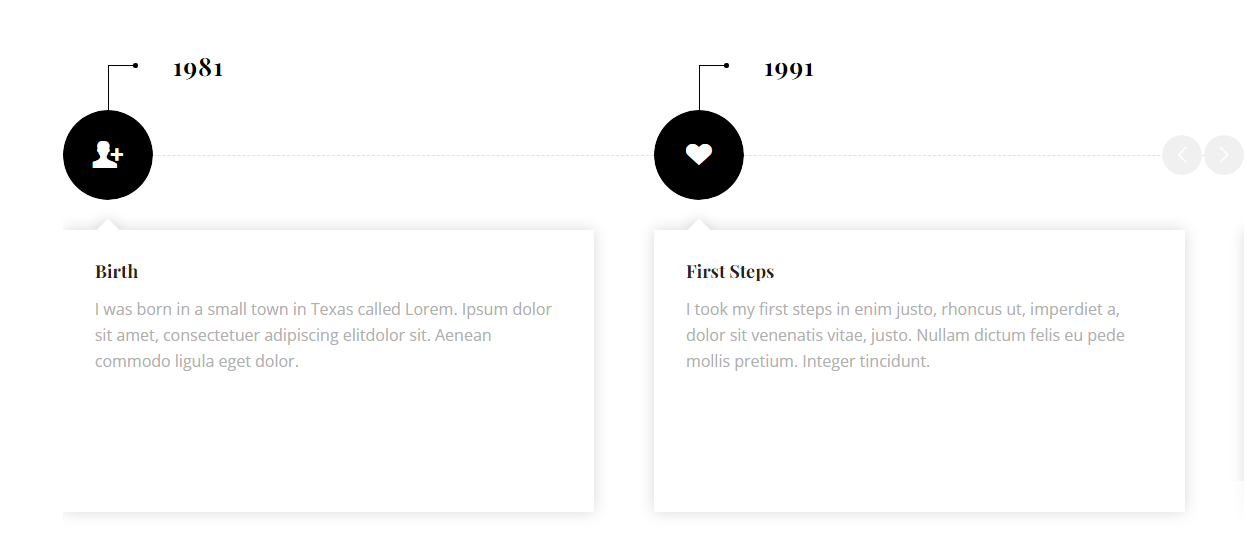 1981
1991
Birth
I was born in a small town in Texas called Lorem. Ipsum dolor
sit amet, consectetuer adipiscing elitdolor sit. Aenean
commodo ligula eget dolor.
First Steps
I took my first steps in enim justo, rhoncus ut, imperdiet a,
dolor sit venenatis vitae, justo. Nullam dictum felis eu pede
mollis pretium. Integer tincidunt.